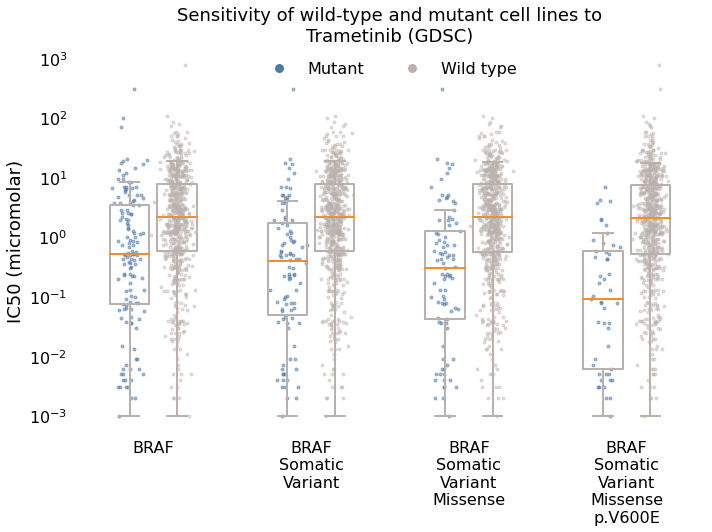 Sensitivity of wild-type and mutant cell lines to
Trametinib (GDSC)
Mutant Wild type
IC50 (micromolar)
10³
10²
10¹
10⁰
10⁻¹
10⁻²
10⁻³
BRAF
BRAF
Somatic
Variant
BRAF
Somatic
Variant
Missense
BRAF
Somatic
Variant
Missense
p.V600E